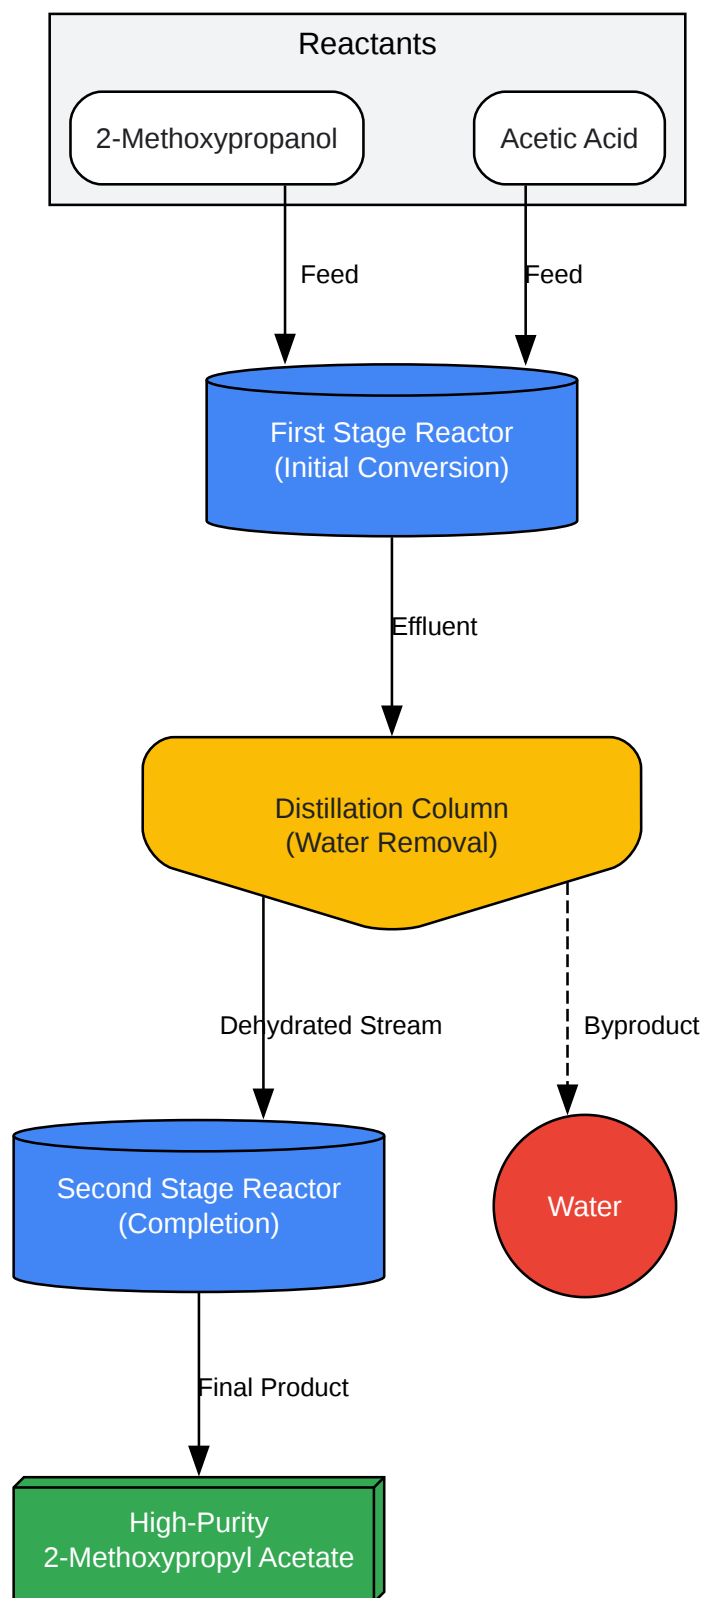 Reactants
2-Methoxypropanol
Acetic Acid
Feed
Feed
First Stage Reactor
(Initial Conversion)
Effluent
Distillation Column
(Water Removal)
Dehydrated Stream
Byproduct
Second Stage Reactor
(Completion)
Water
Final Product
High-Purity
2-Methoxypropyl Acetate